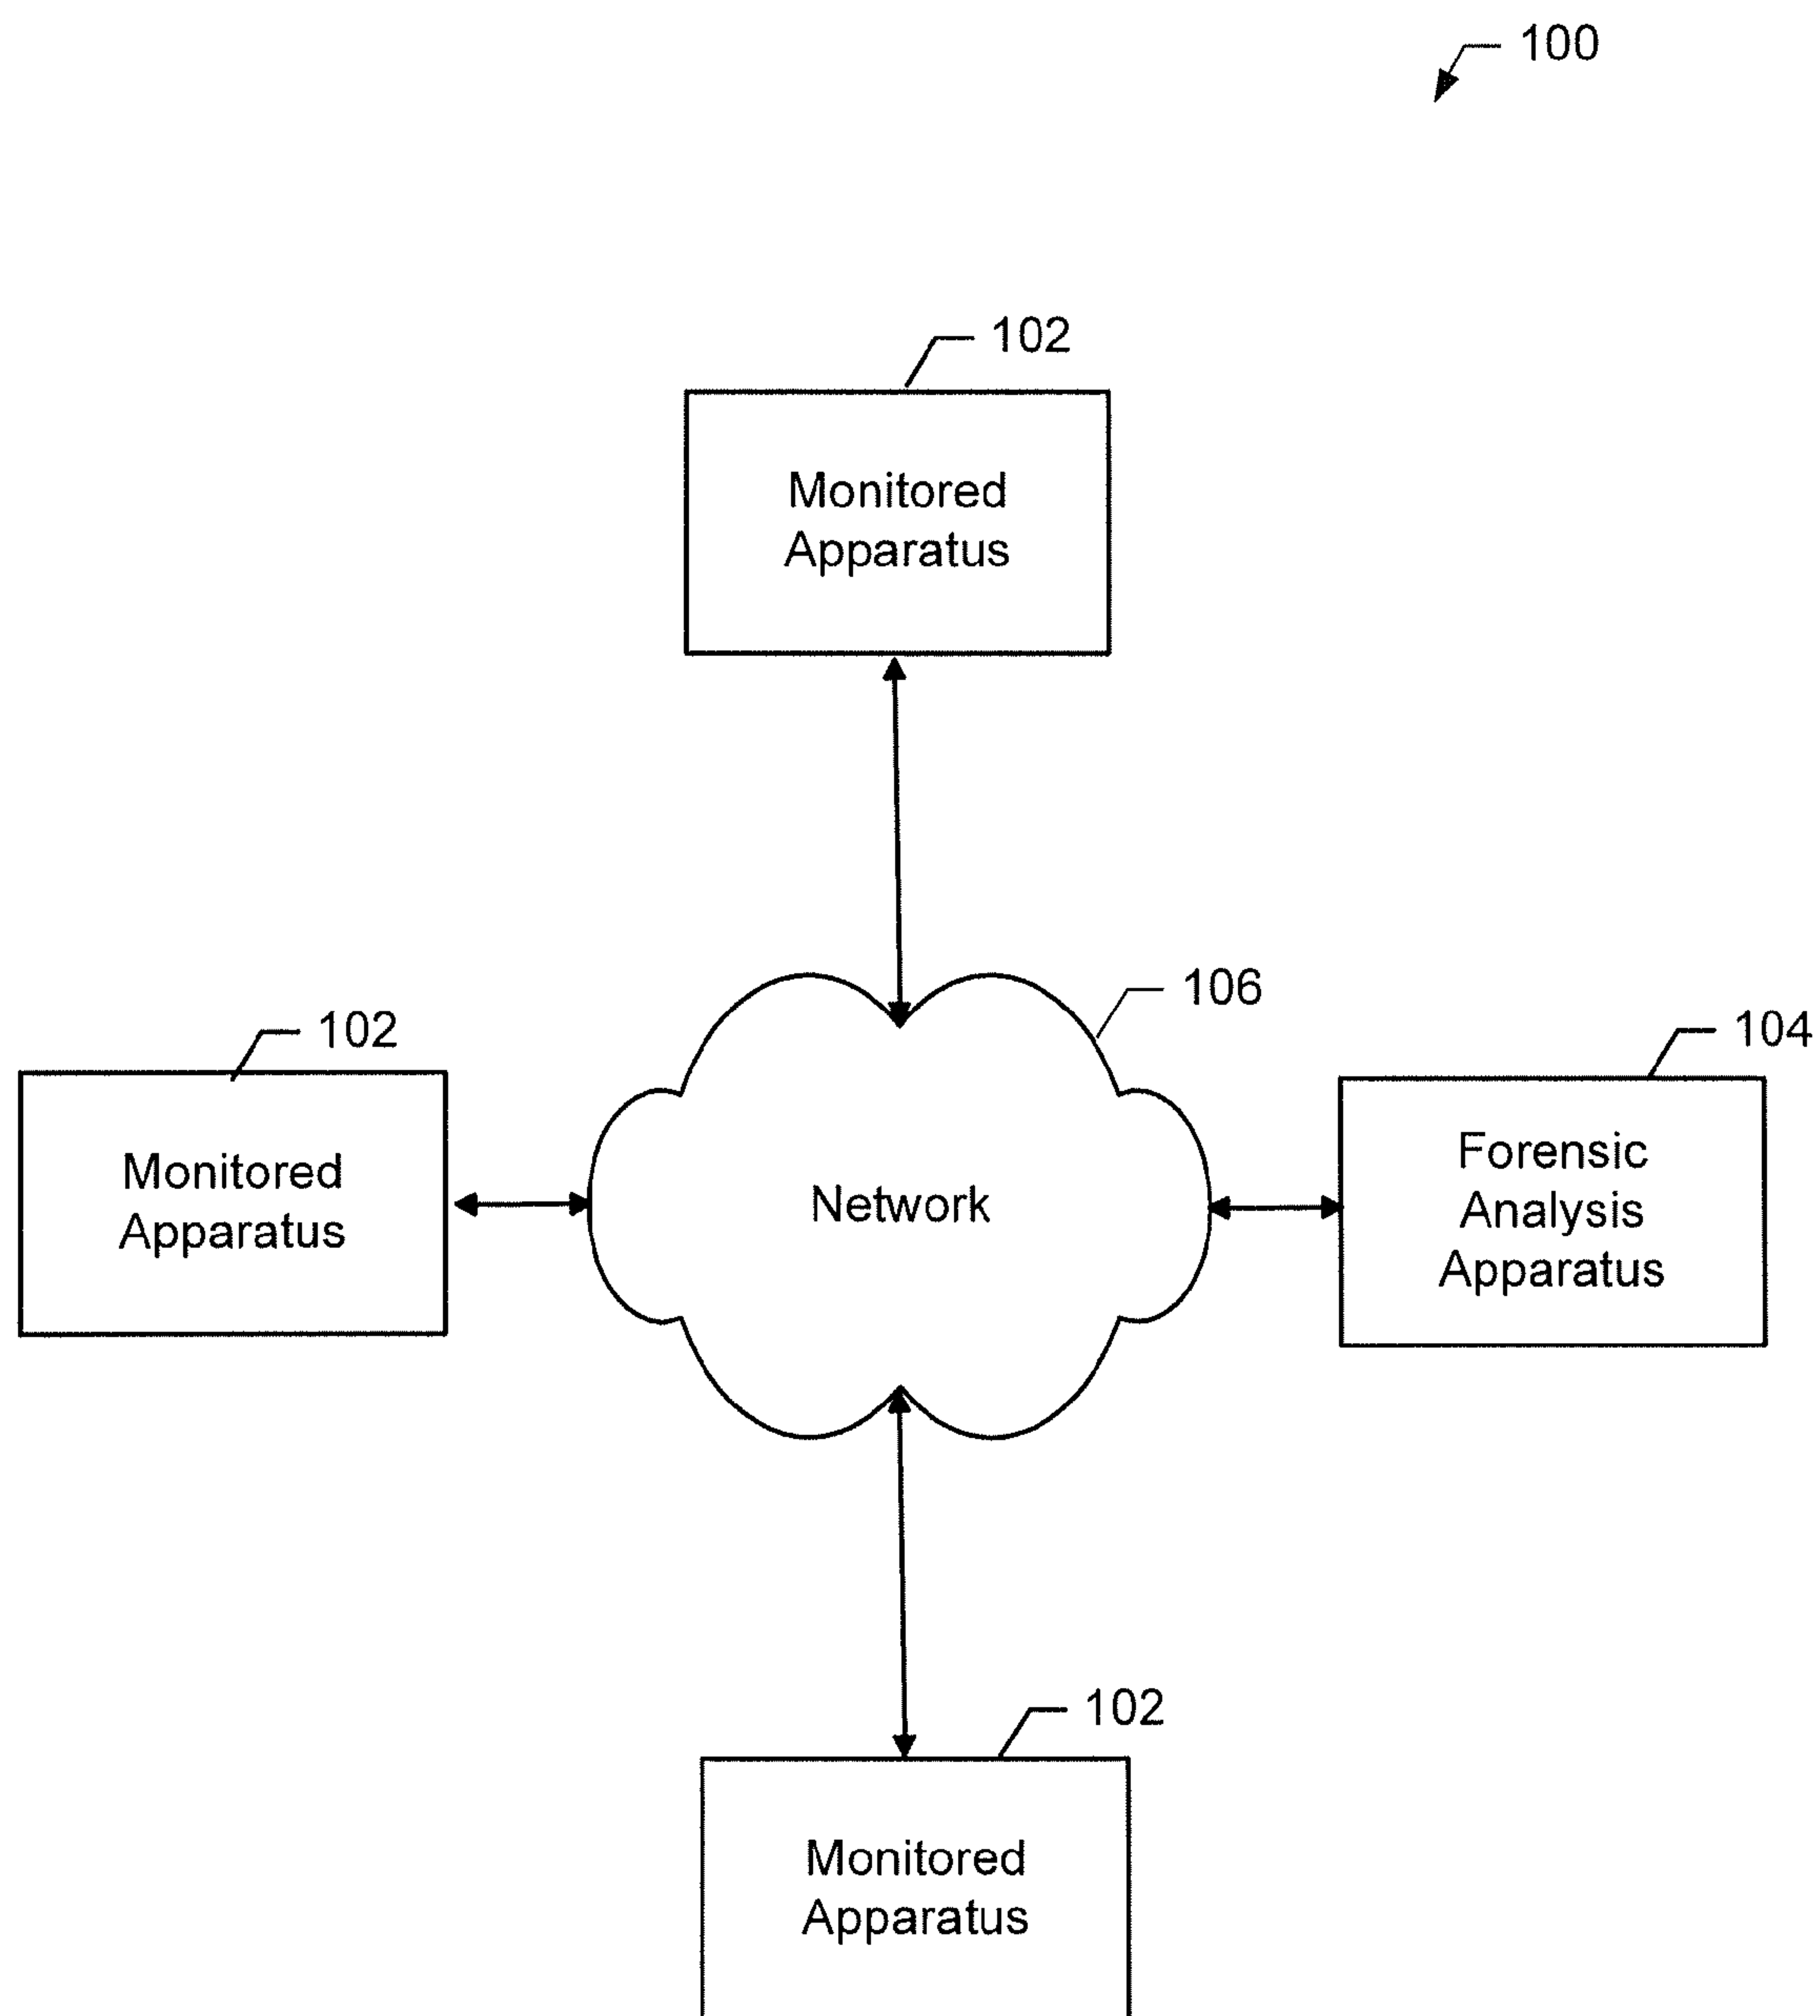 100
102
Monitored
Apparatus
106
102
104
Monitored
Apparatus
Network
Forensic
Analysis
Apparatus
102
Monitored
Apparatus